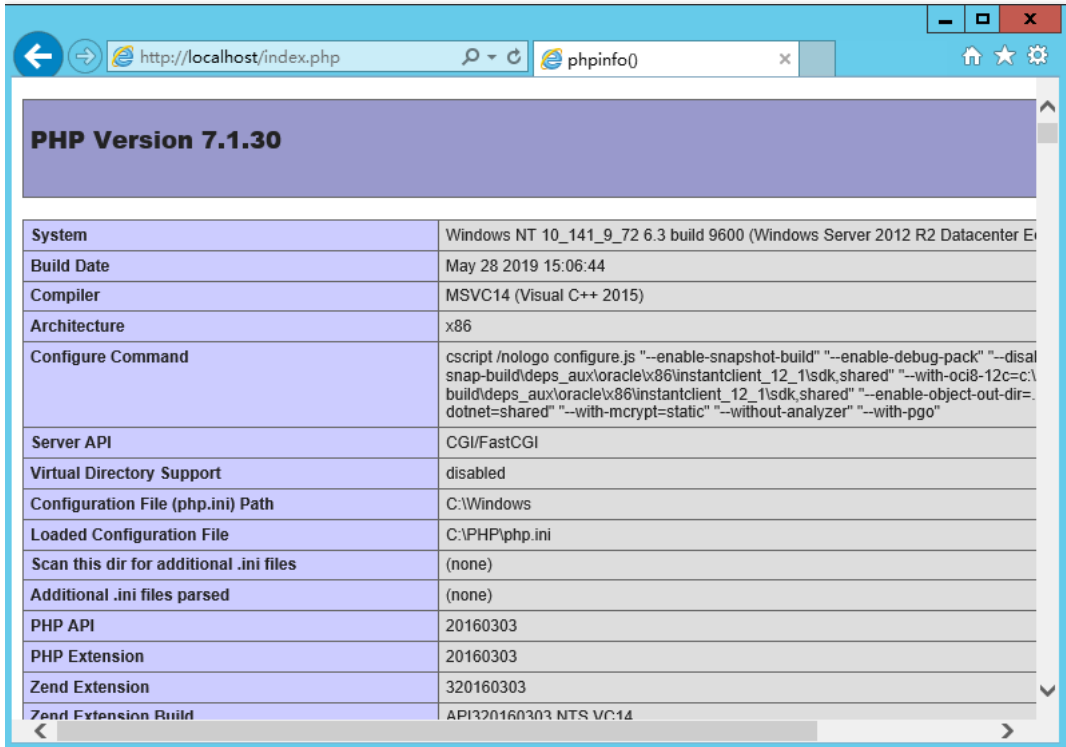 http://localhost/index.php
phpinfo()
PHP Version 7.1.30
System Windows NT 10_141_9_72 6.3 build 9600 (Windows Server 2012 R2 Datacenter
Build Date May 28 2019 15:06:44
Compiler MSVC14 (Visual C++ 2015)
Architecture x86
Configure Command cscript /nologo configure.js "--enable-snapshot-build" "--enable-debug-pack" "--disal
snap-build\deps_aux\oracle\x86\instantclient_12_1\sdk,shared" "--with-oci8-12c=c:\
build\deps_aux\oracle\x86\instantclient_12_1\sdk,shared" "--enable-object-out-dir=.
dotnet=shared" "--with-mcrypt=static" "--without-analyzer" "--with-pgo"
Server API CGI/FastCGI
Virtual Directory Support disabled
Configuration File (php.ini) Path C:\Windows
Loaded Configuration File C:\PHP\php.ini
Scan this dir for additional .ini files (none)
Additional .ini files parsed (none)
PHP API 20160303
PHP Extension 20160303
Zend Extension 320160303
Zend Extension Build API320160303,NTS,VC14